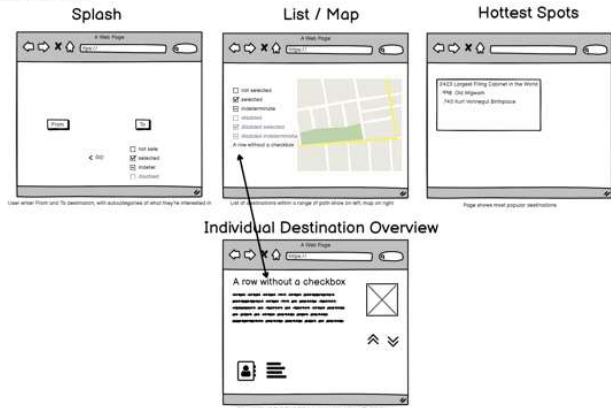 Splash
A Web Page
https://
From
To
< GO
not sele
selected
indeter
disabled
User enter From and To destination, with subcategories of what they're interested in
List / Map
A Web Page
https://
not selected
selected
indeterminate
disabled
disabled selected
disabled indeterminate
A row without a checkbox
List of destinations within a range of path show on left, map on right
Hottest Spots
2423 Largest Filing Cabinet in the World
998 Old Migwam
743 Kurt Vonnegut Birthplace
Page shows most popular destinations
Individual Destination Overview
A Web Page
https://
A row without a checkbox